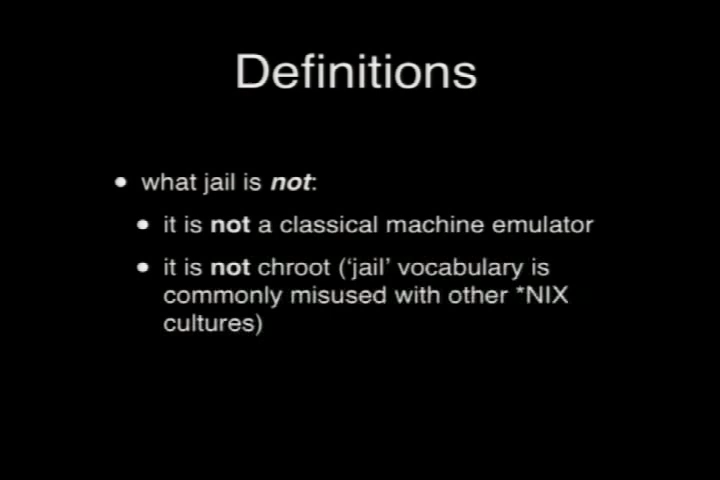 Definitions
• what jail is not:
• it is not a classical machine emulator
• it is not chroot (‘jail’ vocabulary is
commonly misused with other *NIX
cultures)